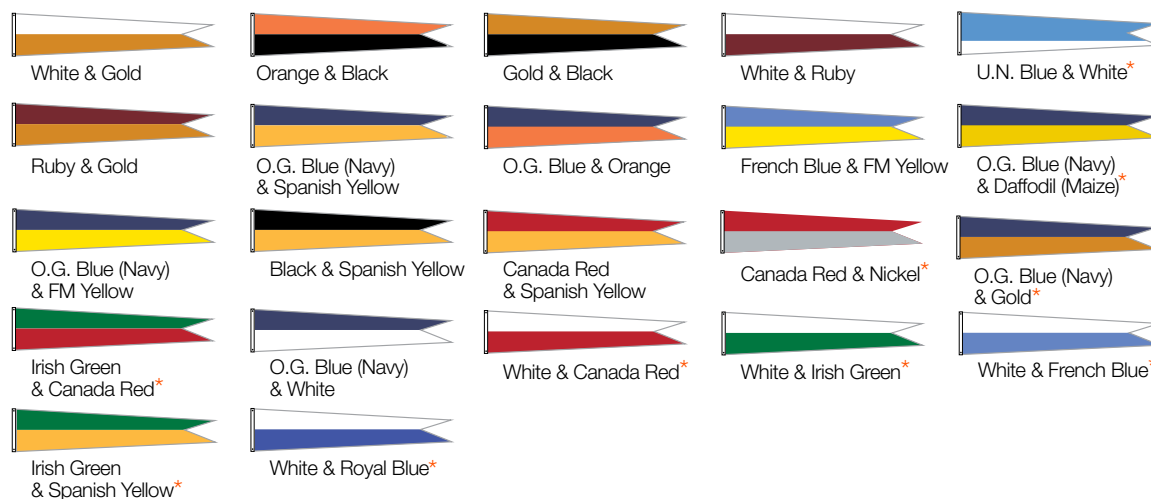 White & Gold
Orange & Black
Gold & Black
White & Ruby
U.N. Blue & White*
Ruby & Gold
O.G. Blue (Navy)
& Spanish Yellow
O.G. Blue & Orange
French Blue & FM Yellow
O.G. Blue (Navy)
& Daffodil (Maize)*
O.G. Blue (Navy)
& FM Yellow
Black & Spanish Yellow
Canada Red
& Spanish Yellow
Canada Red & Nickel*
O.G. Blue (Navy)
& Gold*
Irish Green
& Canada Red*
O.G. Blue (Navy)
& White
White & Canada Red*
White & Irish Green*
White & French Blue*
Irish Green
& Spanish Yellow*
White & Royal Blue*